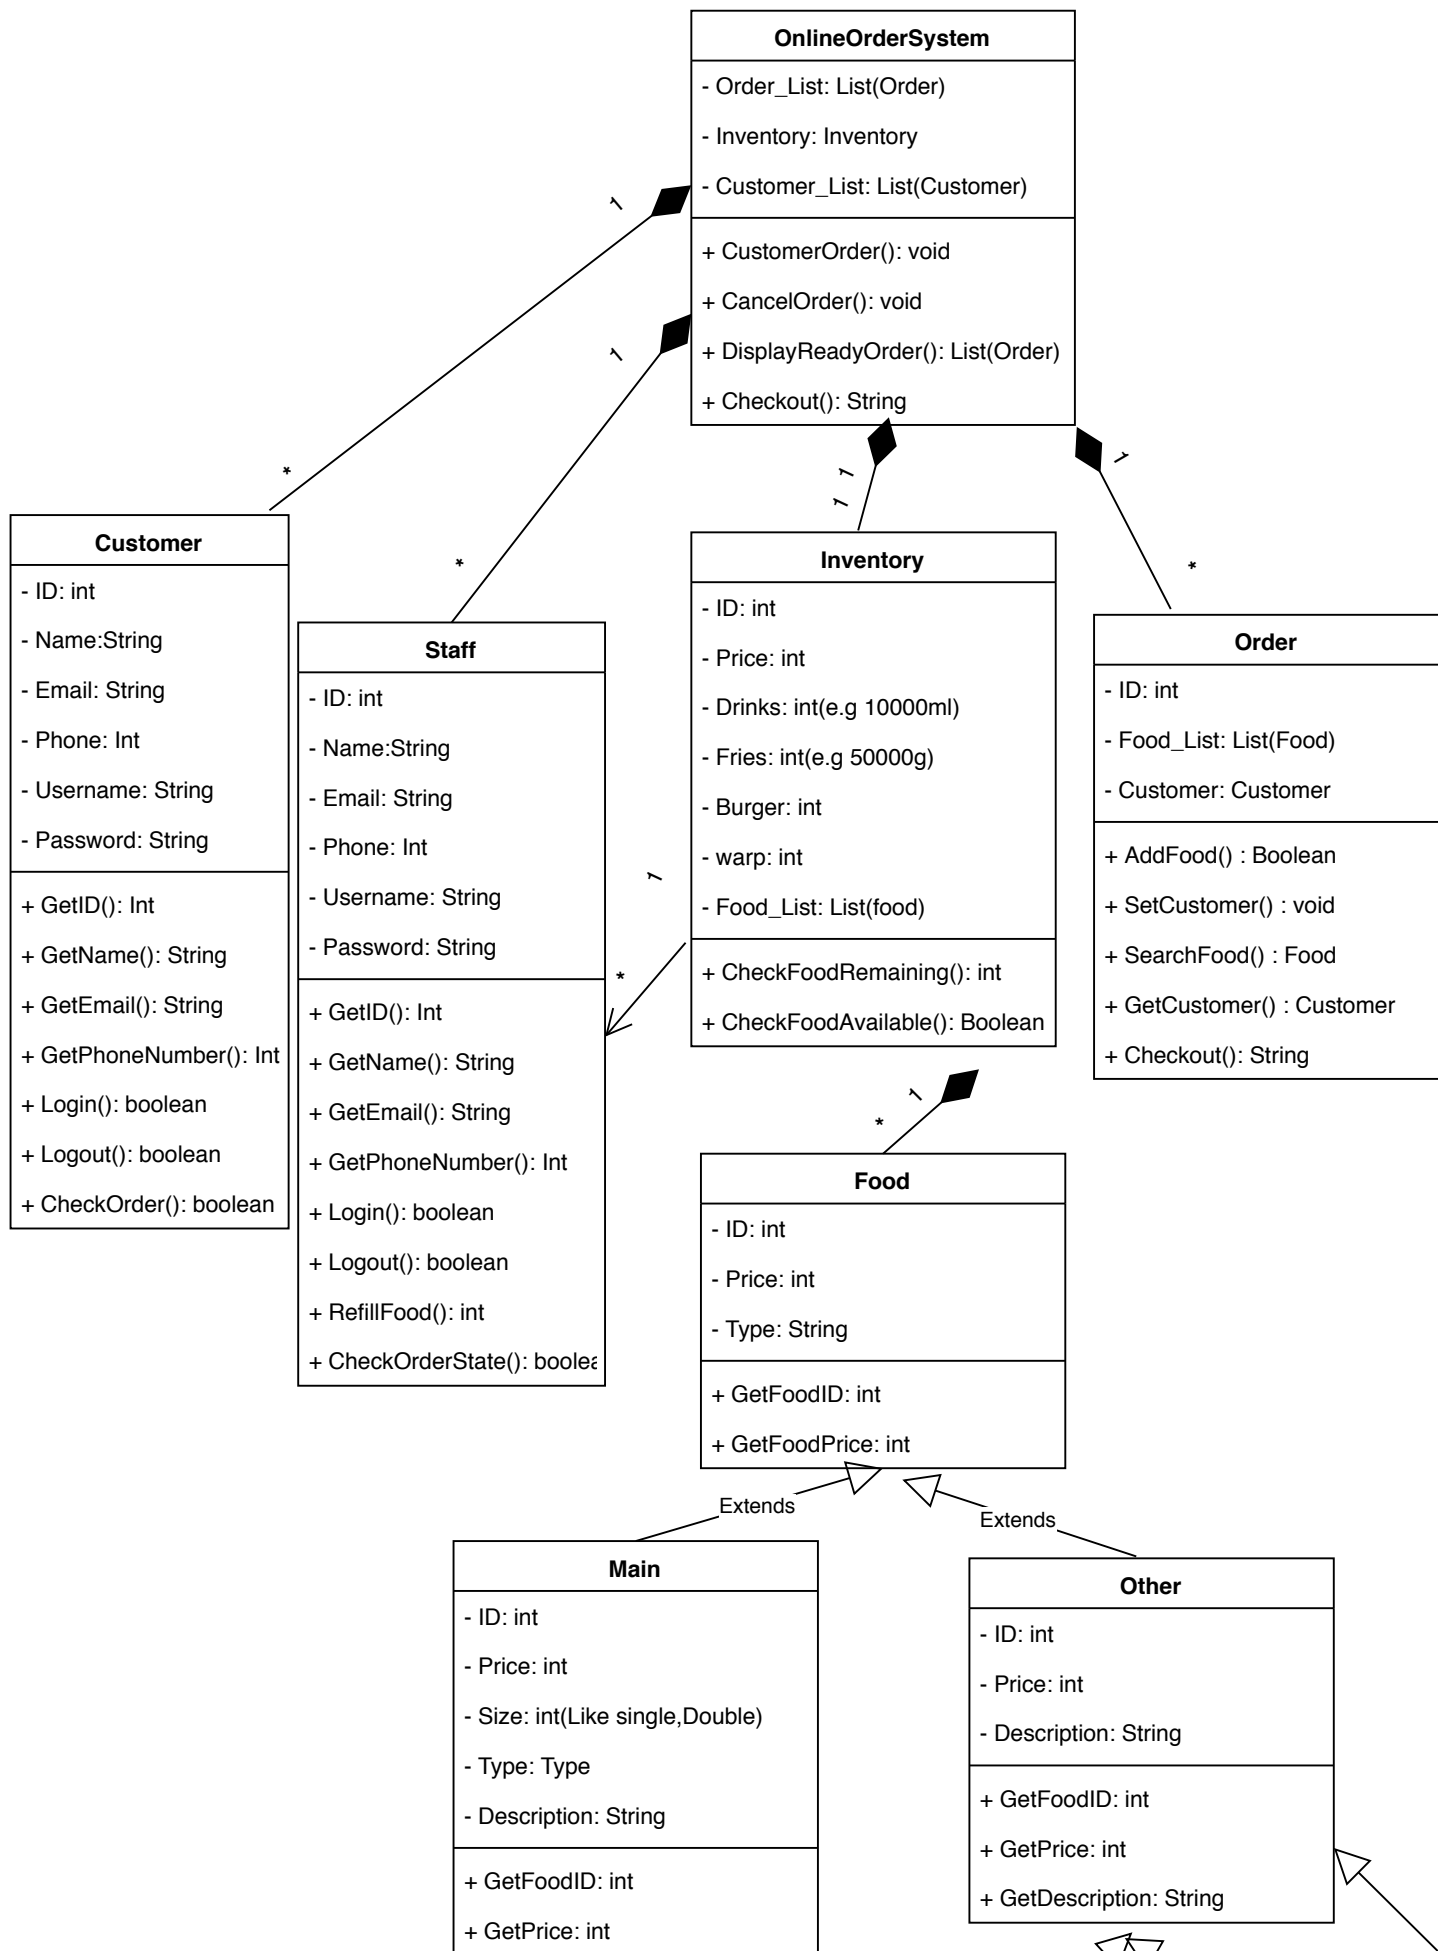 OnlineOrderSystem
- Order_List: List(Order)
- Inventory: Inventory
- Customer_List: List(Customer)
+ CustomerOrder(): void
+ CancelOrder(): void
+ DisplayReadyOrder(): List(Order)
+ Checkout(): String
1
*
1
*
1
1
1
*
Customer
- ID: int
- Name:String
- Email: String
- Phone: Int
- Username: String
- Password: String
+ GetID(): Int
+ GetName(): String
+ GetEmail(): String
+ GetPhoneNumber(): Int
+ Login(): boolean
+ Logout(): boolean
+ CheckOrder(): boolean
Staff
- ID: int
- Name:String
- Email: String
- Phone: Int
- Username: String
- Password: String
+ GetID(): Int
+ GetName(): String
+ GetEmail(): String
+ GetPhoneNumber(): Int
+ Login(): boolean
+ Logout(): boolean
+ RefillFood(): int
+ CheckOrderState(): boolea
1
*
Inventory
- ID: int
- Price: int
- Drinks: int(e.g 10000ml)
- Fries: int(e.g 50000g)
- Burger: int
- warp: int
- Food_List: List(food)
+ CheckFoodRemaining(): int
+ CheckFoodAvailable(): Boolean
Order
- ID: int
- Food_List: List(Food)
- Customer: Customer
+ AddFood() : Boolean
+ SetCustomer() : void
+ SearchFood() : Food
+ GetCustomer() : Customer
+ Checkout(): String
1
*
Food
- ID: int
- Price: int
- Type: String
+ GetFoodID: int
+ GetFoodPrice: int
Extends
Extends
Main
- ID: int
- Price: int
- Size: int(Like single,Double)
- Type: Type
- Description: String
+ GetFoodID: int
+ GetPrice: int
Other
- ID: int
- Price: int
- Description: String
+ GetFoodID: int
+ GetPrice: int
+ GetDescription: String